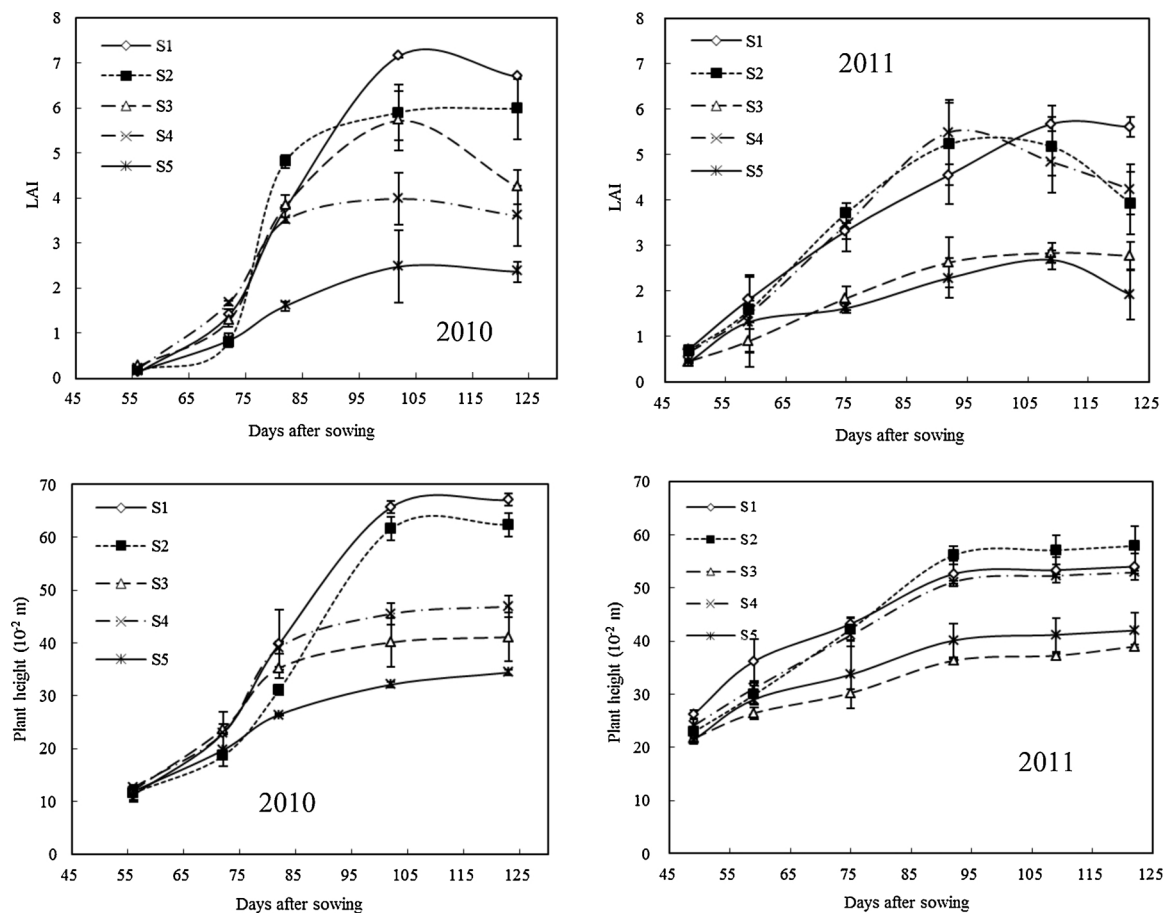 8
7
6
5
4
3
2
1
0
LAI
S1
S2
S3
S4
S5
2010
45 55 65 75 85 95 105 115 125
Days after sowing
8
7
6
5
4
3
2
1
0
LAI
S1
S2
S3
S4
S5
2011
45 55 65 75 85 95 105 115 125
Days after sowing
70
60
50
40
30
20
10
0
Plant height (10-2 m)
S1
S2
S3
S4
S5
2010
45 55 65 75 85 95 105 115 125
Days after sowing
70
60
50
40
30
20
10
0
Plant height (10-2 m)
S1
S2
S3
S4
S5
2011
45 55 65 75 85 95 105 115 125
Days after sowing